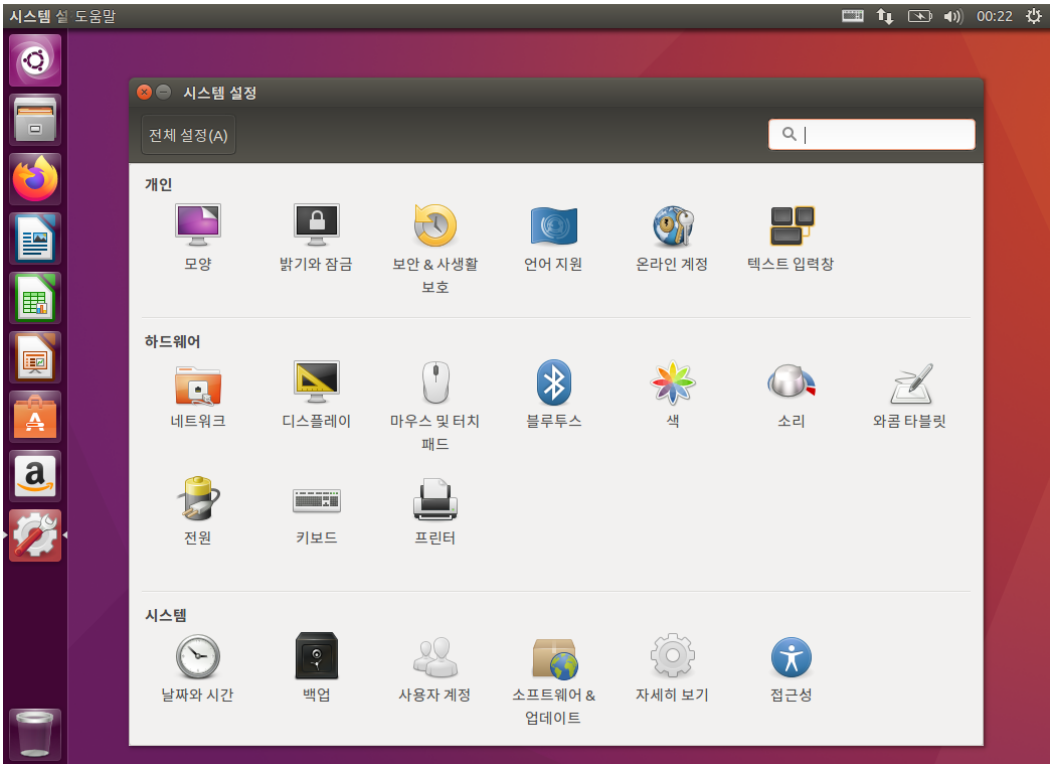 시스템 설 도움말
00:22
시스템 설정
전체 설정(A)
개인
모양
밝기와 잠금
보안 & 사생활
보호
언어 지원
온라인 계정
텍스트 입력창
하드웨어
네트워크
디스플레이
마우스 및 터치
패드
블루투스
색
소리
와콤 타블릿
전원
키보드
프린터
시스템
날짜와 시간
백업
사용자 계정
소프트웨어 &
업데이트
자세히 보기
접근성